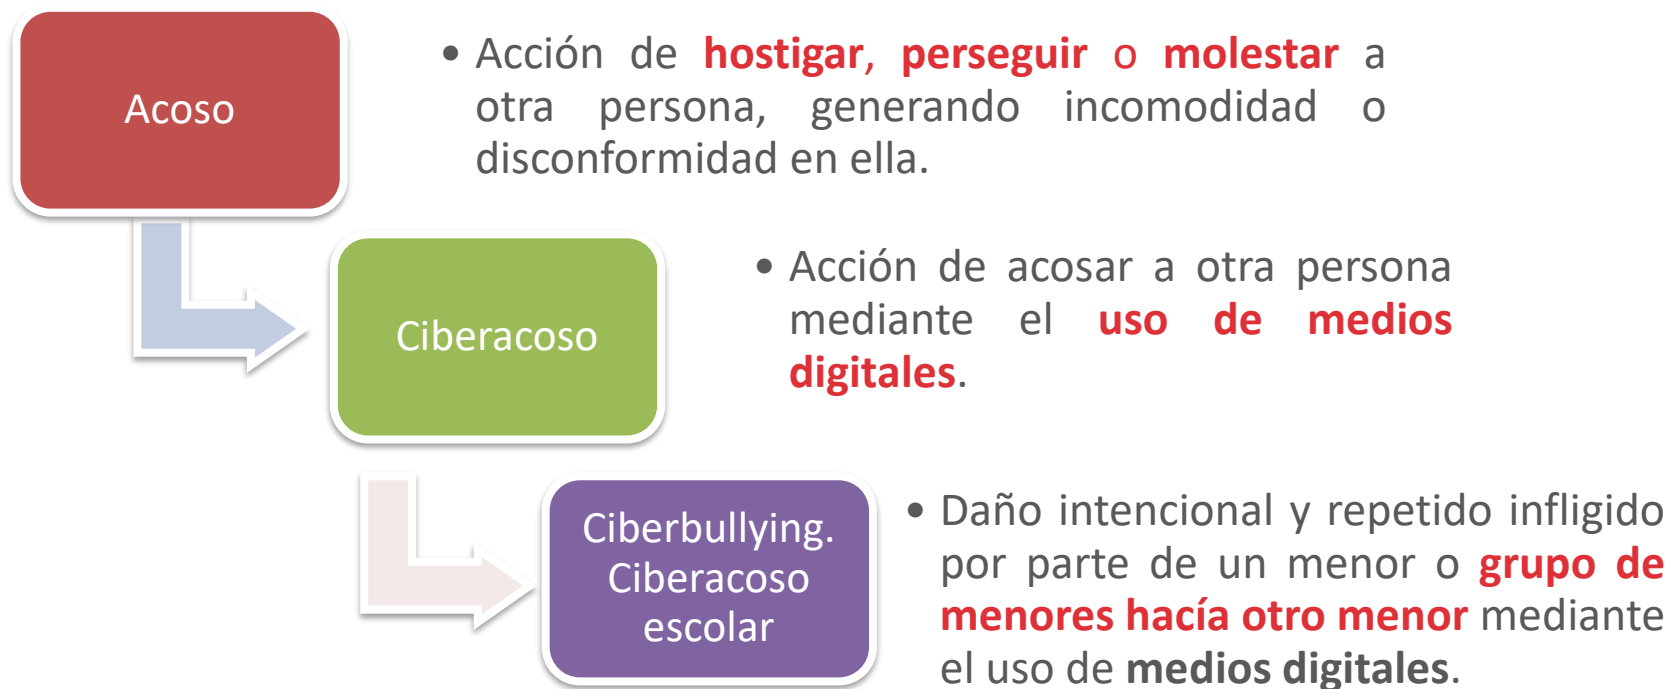 Acoso
• Acción de hostigar, perseguir o molestar a
otra persona, generando incomodidad o
disconformidad en ella.
Ciberacoso
• Acción de acosar a otra persona
mediante el uso de medios
digitales.
Ciberbullying.
Ciberacoso
escolar
• Daño intencional y repetido infligido
por parte de un menor o grupo de
menores hacía otro menor mediante
el uso de medios digitales.